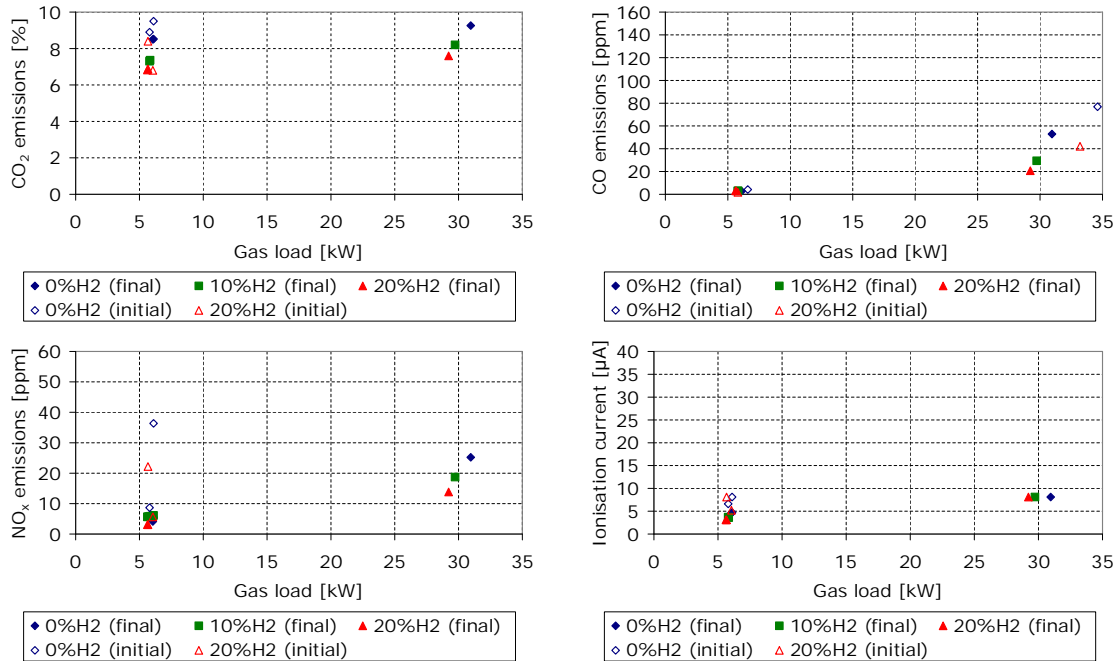 CO2 emissions [%]
10
8
6
4
2
0
0 5 10 15 20 25 30 35
Gas load [kW]
0%H2 (final) 10%H2 (final) 20%H2 (final)
0%H2 (initial) 20%H2 (initial)
CO emissions [ppm]
160
140
120
100
80
60
40
20
0
0 5 10 15 20 25 30 35
Gas load [kW]
0%H2 (final) 10%H2 (final) 20%H2 (final)
0%H2 (initial) 20%H2 (initial)
NOx emissions [ppm]
60
50
40
30
20
10
0
0 5 10 15 20 25 30 35
Gas load [kW]
0%H2 (final) 10%H2 (final) 20%H2 (final)
0%H2 (initial) 20%H2 (initial)
Ionisation current [µA]
40
35
30
25
20
15
10
5
0
0 5 10 15 20 25 30 35
Gas load [kW]
0%H2 (final) 10%H2 (final) 20%H2 (final)
0%H2 (initial) 20%H2 (initial)